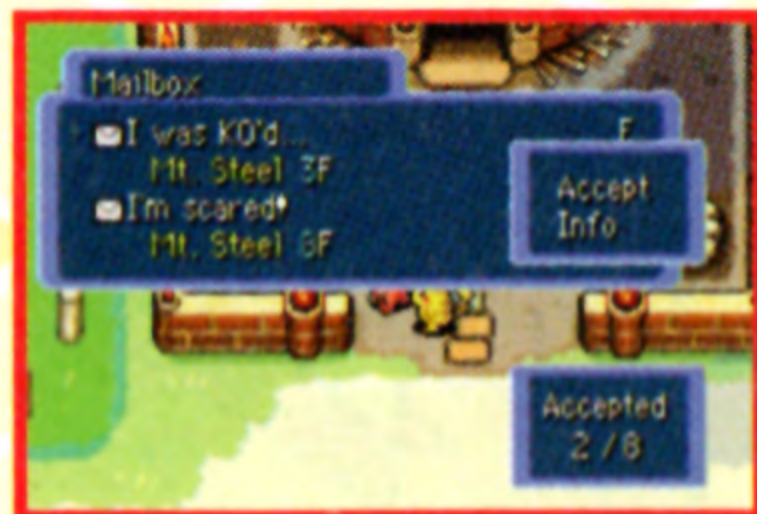 Mailbox
I was KO'd... E
Mt. Steel 3F
I'm scared!
Mt. Steel 6F
Accept
Info
Accepted
2 / 8